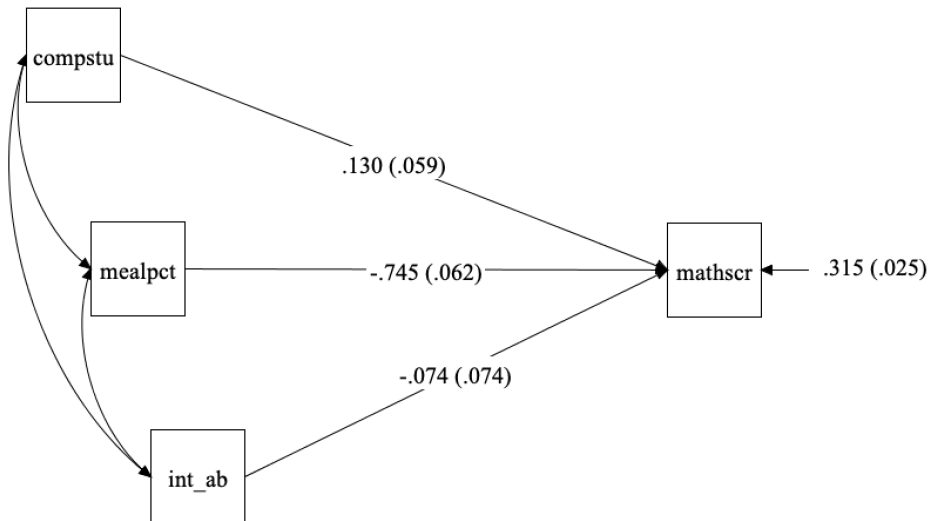 compstu
.130 (.059)
mealpct
-.745 (.062)
mathscr
.315 (.025)
-.074 (.074)
int_ab